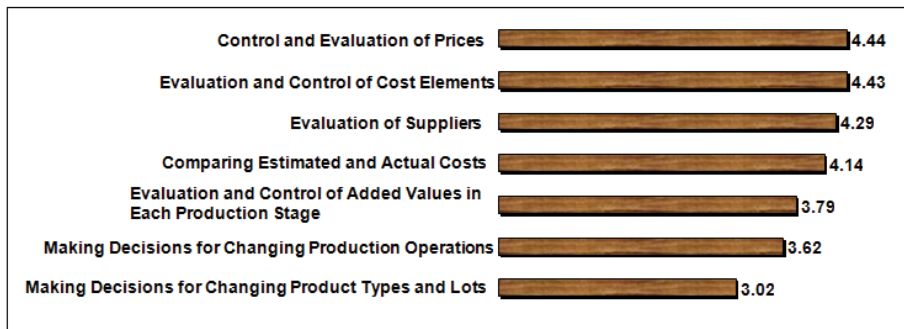 Control and Evaluation of Prices 4.44
Evaluation and Control of Cost Elements 4.43
Evaluation of Suppliers 4.29
Comparing Estimated and Actual Costs 4.14
Evaluation and Control of Added Values in
Each Production Stage 3.79
Making Decisions for Changing Production Operations 3.62
Making Decisions for Changing Product Types and Lots 3.02